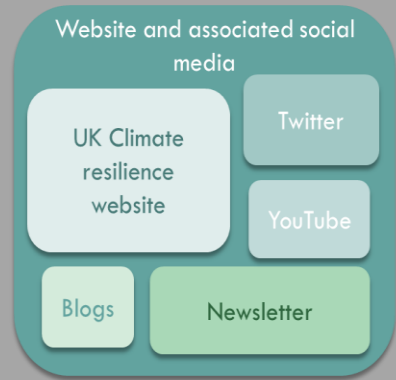 Website and associated social
media
UK Climate
resilience
website
Twitter
YouTube
Blogs
Newsletter